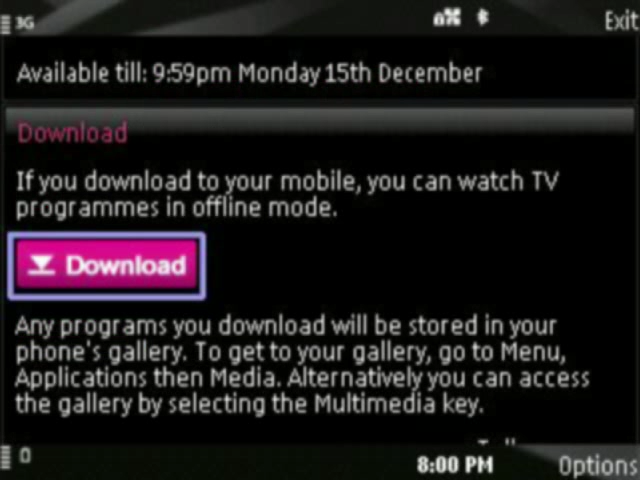 3G
Exit
Available till: 9:59pm Monday 15th December
Download
If you download to your mobile, you can watch TV
programmes in offline mode.
Download
Any programs you download will be stored in your
phone's gallery. To get to your gallery, go to Menu,
Applications then Media. Alternatively you can access
the gallery by selecting the Multimedia key.
8:00 PM
Options